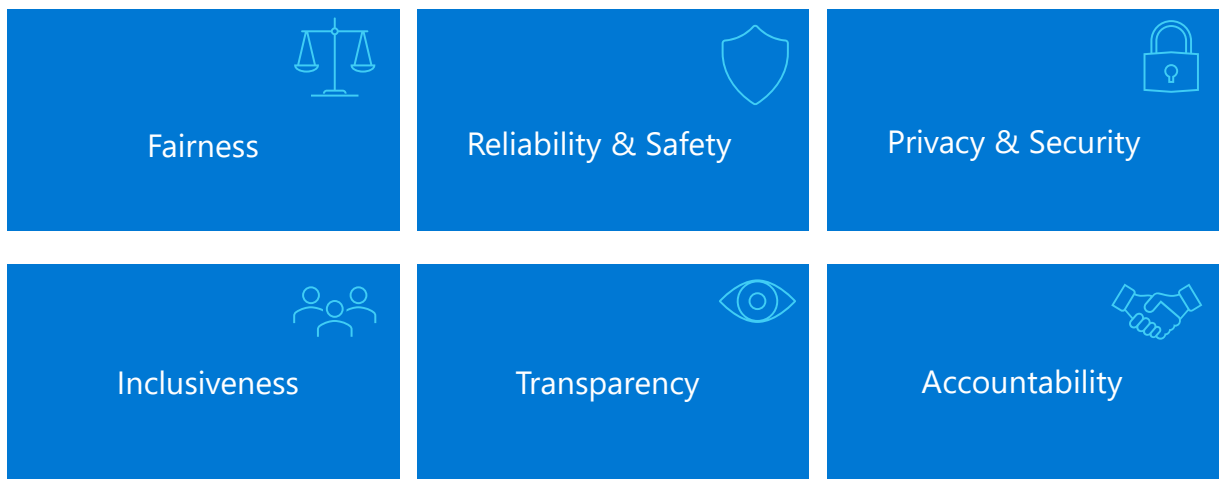 Fairness
Reliability & Safety
Privacy & Security
Inclusiveness
Transparency
Accountability